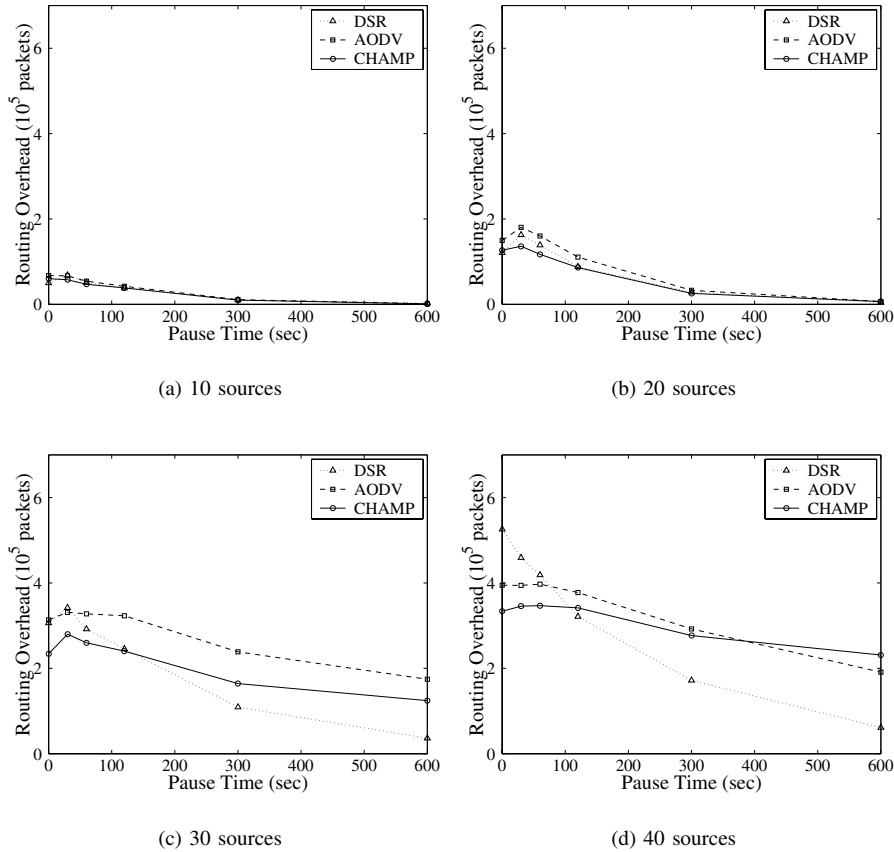 DSR
AODV
CHAMP
6
4
2
0
Routing Overhead (10^5 packets)
0 100 200 300 400 500 600
Pause Time (sec)
(a) 10 sources
DSR
AODV
CHAMP
6
4
2
0
Routing Overhead (10^5 packets)
0 100 200 300 400 500 600
Pause Time (sec)
(b) 20 sources
DSR
AODV
CHAMP
6
4
2
0
Routing Overhead (10^5 packets)
0 100 200 300 400 500 600
Pause Time (sec)
(c) 30 sources
DSR
AODV
CHAMP
6
4
2
0
Routing Overhead (10^5 packets)
0 100 200 300 400 500 600
Pause Time (sec)
(d) 40 sources